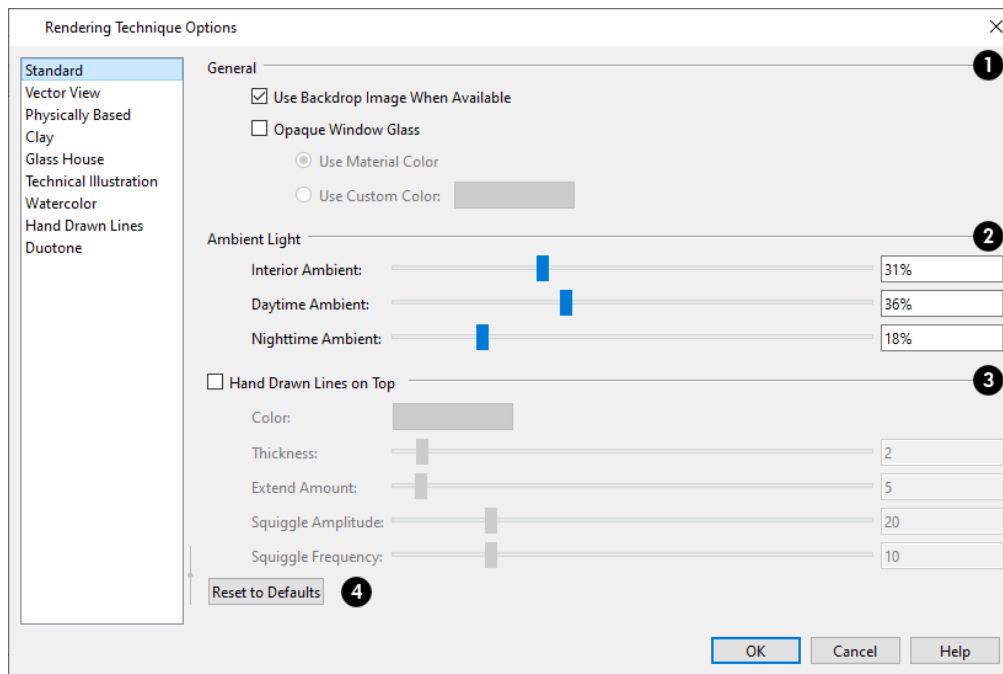 Rendering Technique Options
Standard
Vector View
Physically Based
Clay
Glass House
Technical Illustration
Watercolor
Hand Drawn Lines
Duotone
General
1
Use Backdrop Image When Available
Opaque Window Glass
Use Material Color
Use Custom Color:
Ambient Light
2
Interior Ambient: 31%
Daytime Ambient: 36%
Nighttime Ambient: 18%
Hand Drawn Lines on Top
3
Color:
Thickness: 2
Extend Amount: 5
Squiggle Amplitude: 20
Squiggle Frequency: 10
Reset to Defaults
4
OK Cancel Help